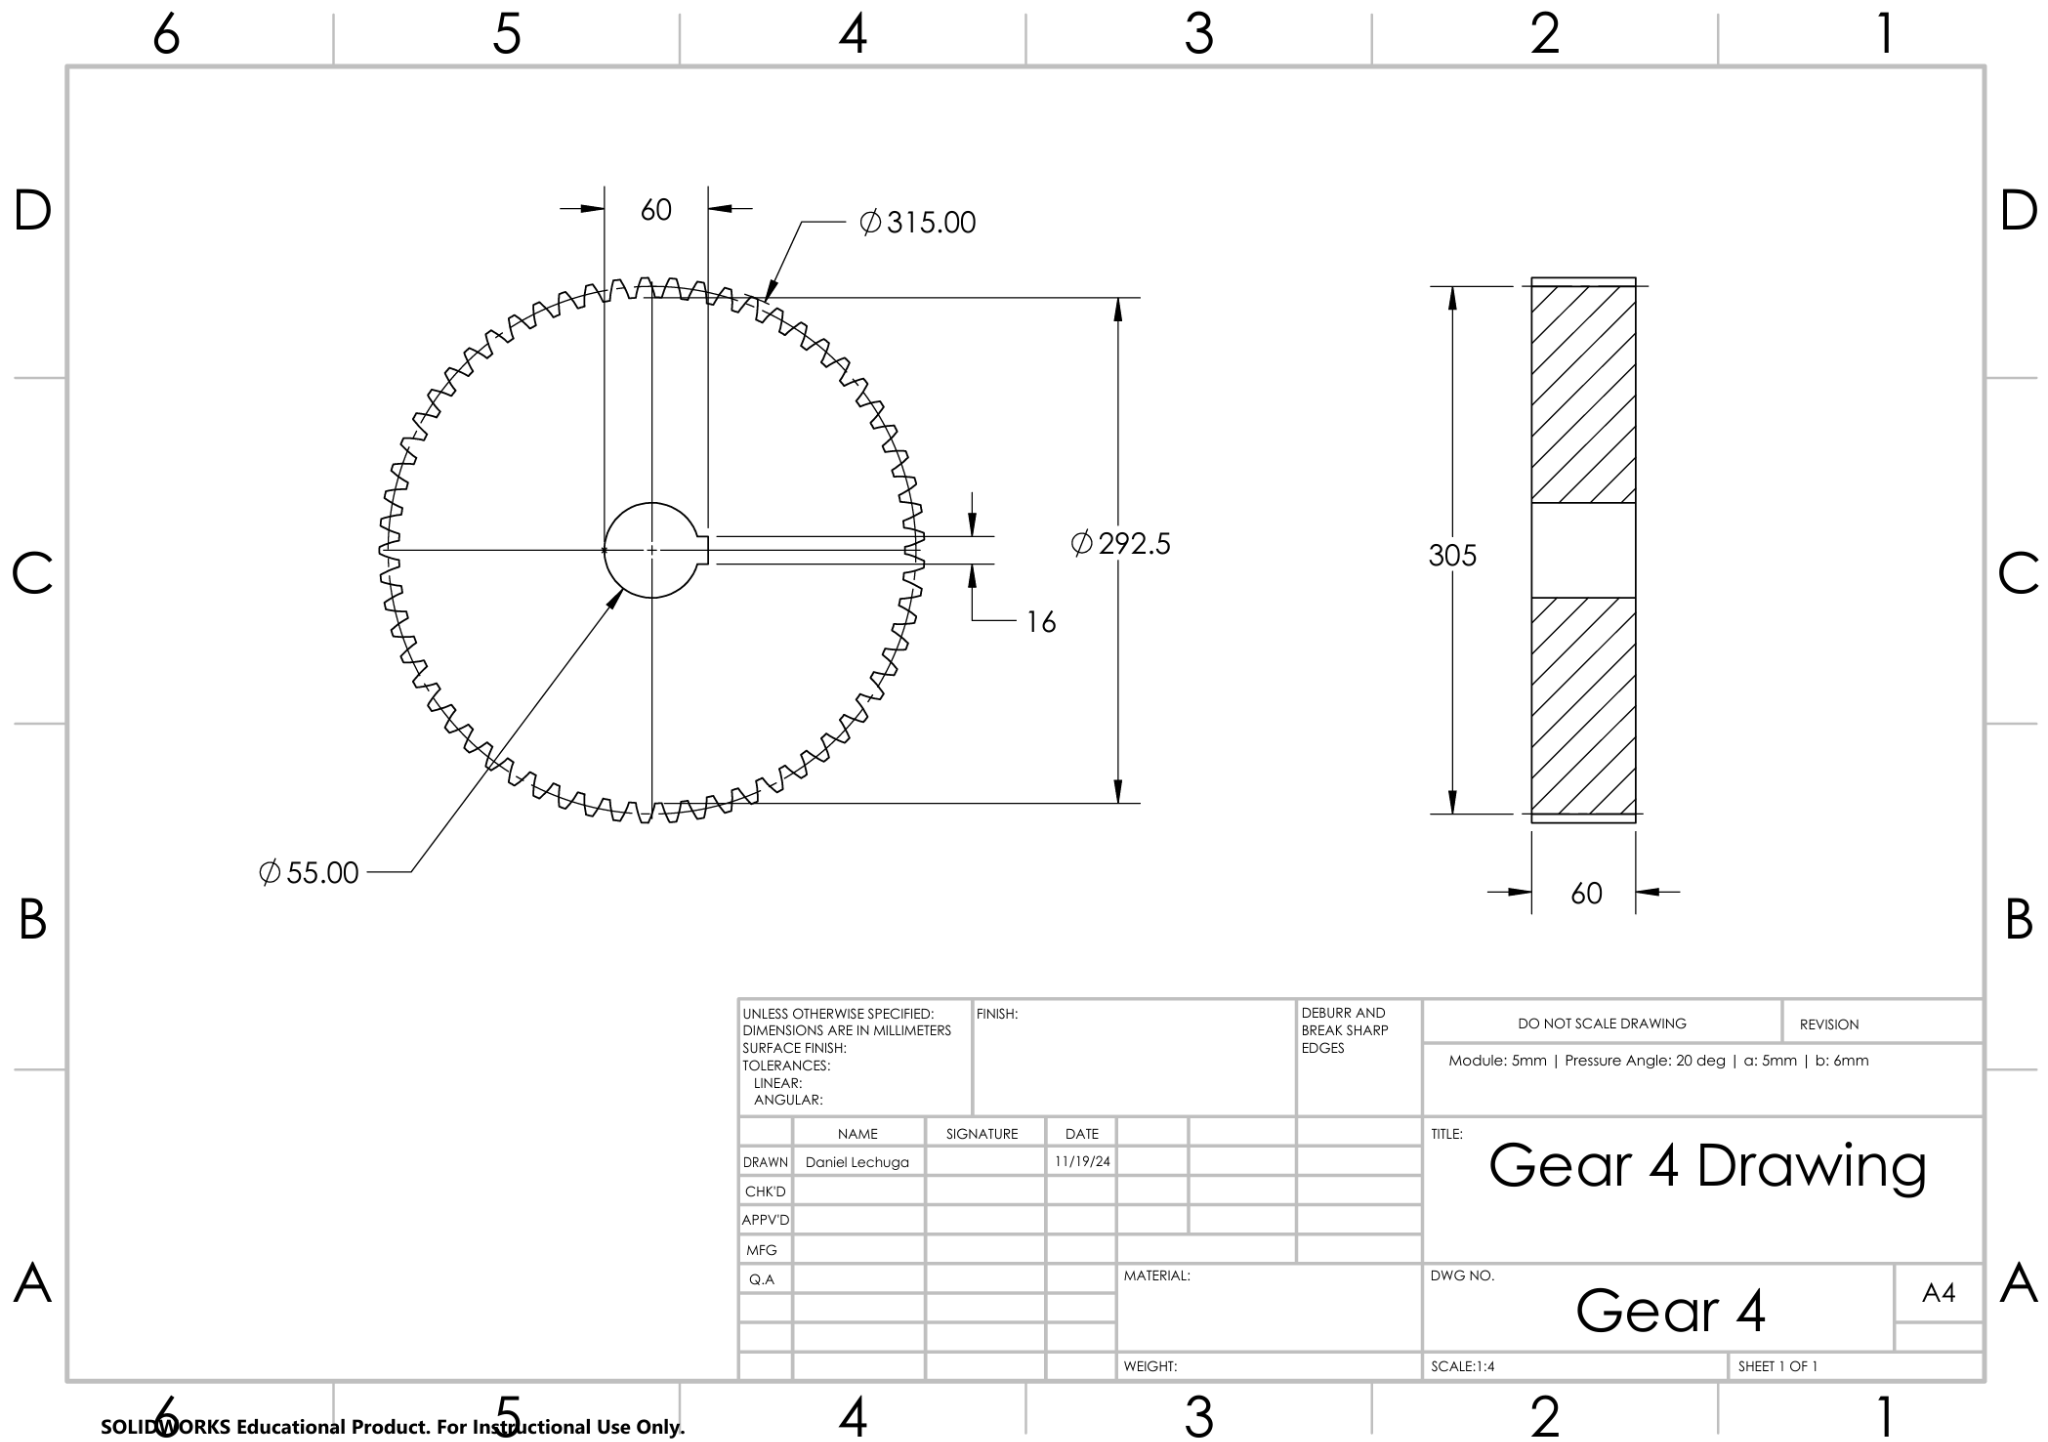 6 5 4 3 2 1
D D
60
⌀315.00
⌀292.5
305
C C
16
⌀55.00
60
B B
UNLESS OTHERWISE SPECIFIED:
DIMENSIONS ARE IN MILLIMETERS
SURFACE FINISH:
TOLERANCES:
LINEAR:
ANGULAR:
FINISH:
DEBURR AND
BREAK SHARP
EDGES
DO NOT SCALE DRAWING
REVISION
Module: 5mm | Pressure Angle: 20 deg | a: 5mm | b: 6mm
NAME SIGNATURE DATE
DRAWN Daniel Lechuga 11/19/24
CHK'D
APPV'D
MFG
Q.A
TITLE:
Gear 4 Drawing
MATERIAL:
DWG NO.
Gear 4
A4
A A
WEIGHT:
SCALE:1:4
SHEET 1 OF 1
6 5 4 3 2 1
SOLIDWORKS Educational Product. For Instructional Use Only.